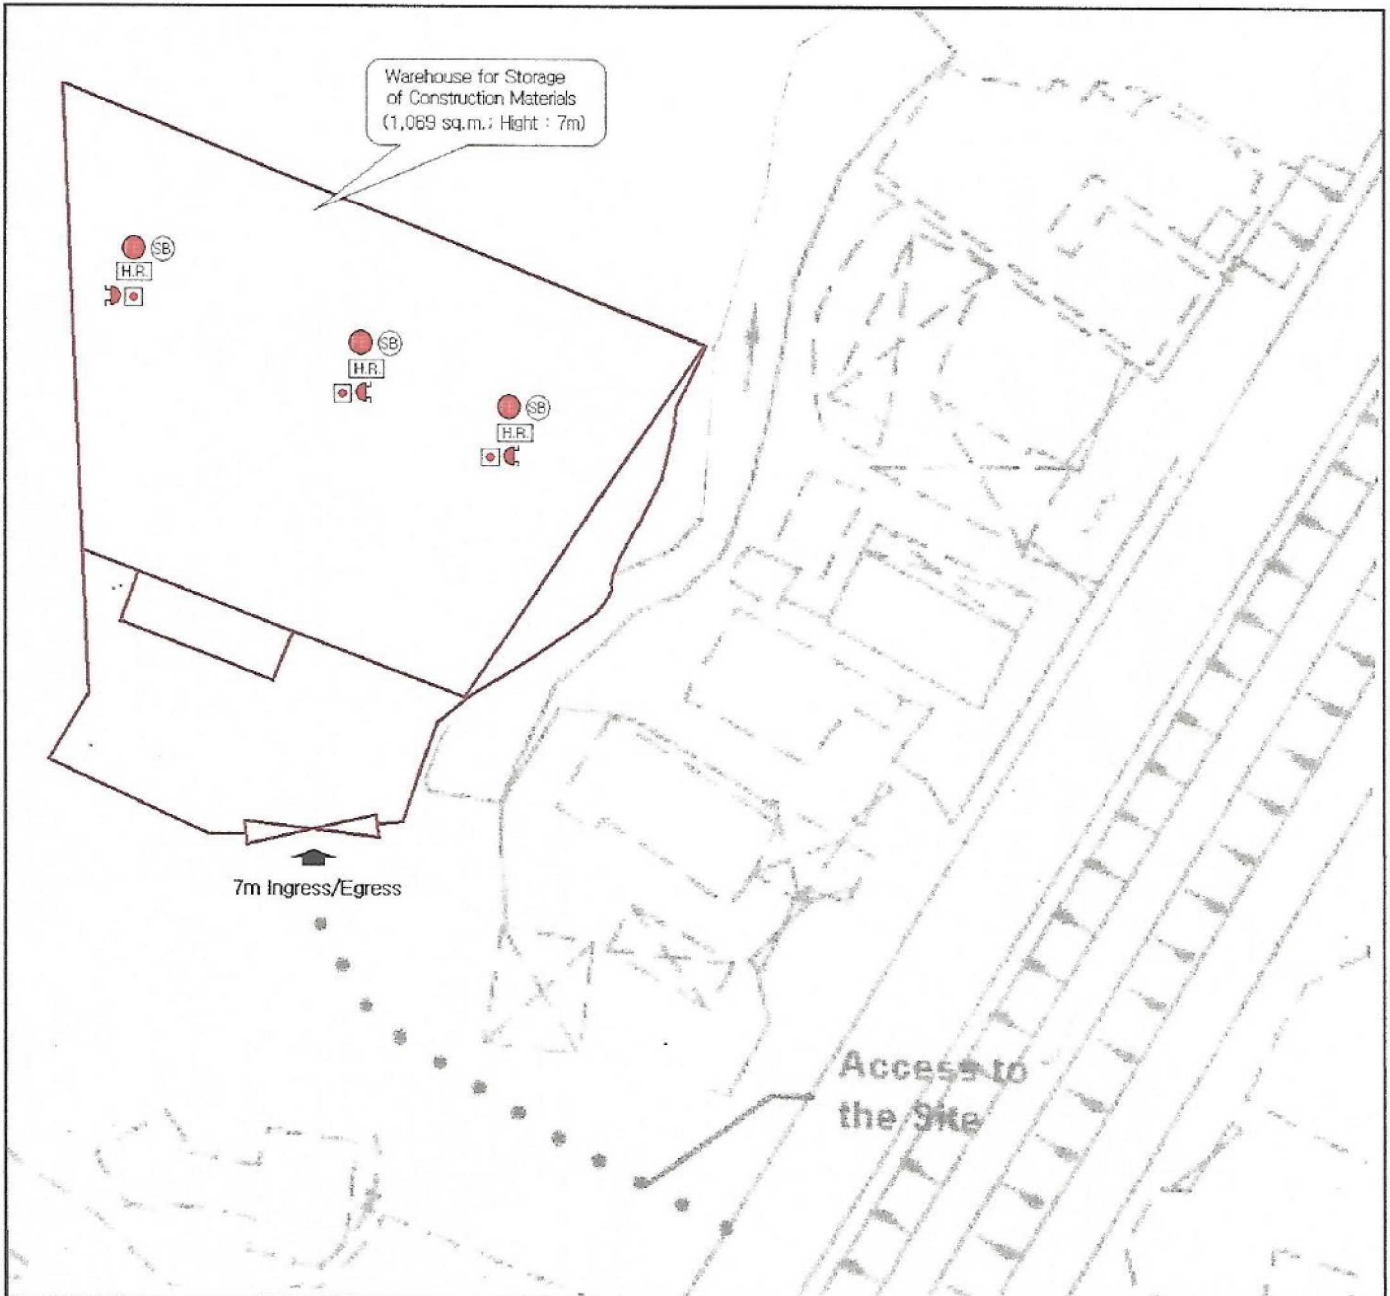 Warehouse for Storage
of Construction Materials
(1,069 sq.m.; Hight : 7m)
SB
H.R.
SB
H.R.
SB
H.R.
7m Ingress/Egress
Access to
the Site